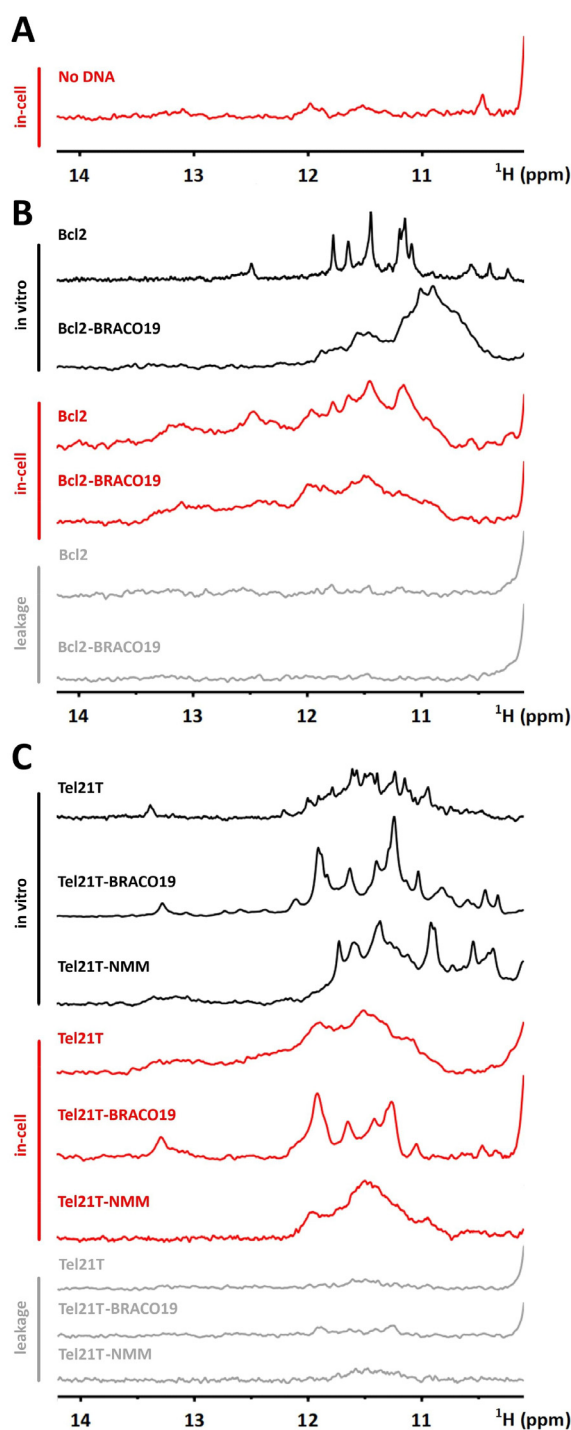 A
in-cell
No DNA
14 13 12 11 ¹H (ppm)
B
in vitro
Bcl2
Bcl2-BRACO19
in-cell
Bcl2
Bcl2-BRACO19
leakage
Bcl2
Bcl2-BRACO19
14 13 12 11 ¹H (ppm)
C
in vitro
Tel21T
Tel21T-BRACO19
Tel21T-NMM
in-cell
Tel21T
Tel21T-BRACO19
Tel21T-NMM
leakage
Tel21T
Tel21T-BRACO19
Tel21T-NMM
14 13 12 11 ¹H (ppm)